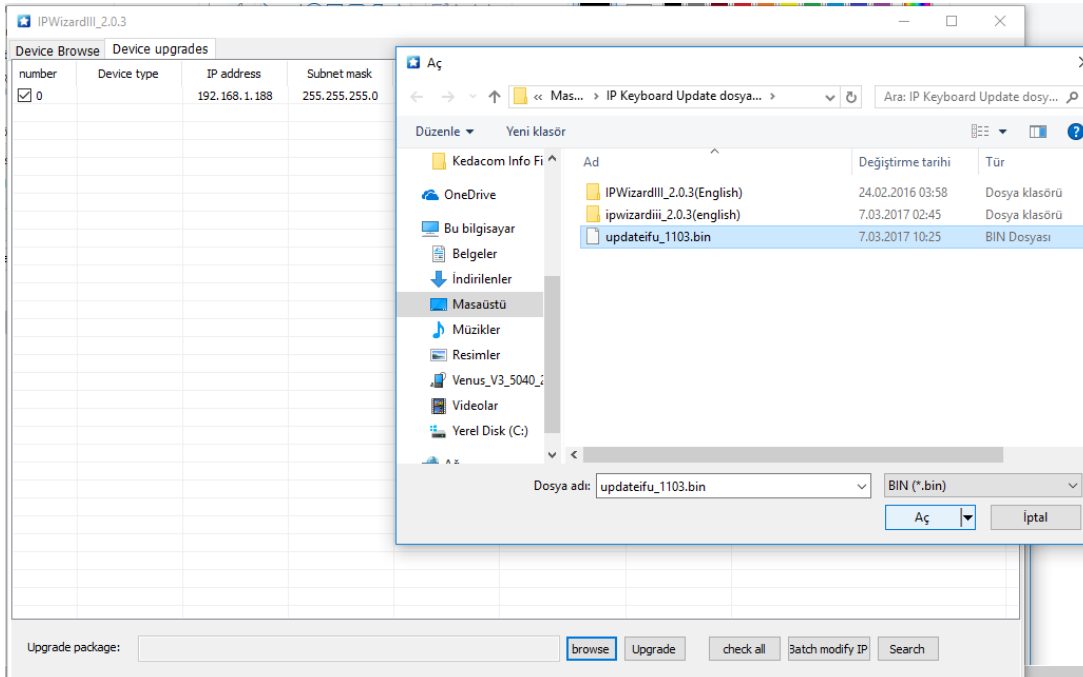 IPWizardIII_2.0.3
Device Browse Device upgrades
number Device type IP address Subnet mask
0 192.168.1.188 255.255.255.0
Aç
« Mas... > IP Keyboard Update dosya... >
Ara: IP Keyboard Update dosy...
Düzenle Yeni klasör
Kedacom Info Fi
OneDrive
Bu bilgisayar
Belgeler
İndirilenler
Masaüstü
Müzikler
Resimler
Venus_V3_5040_2
Videolar
Yerel Disk (C:)
Ad Değiştirme tarihi Tür
IPWizardIII_2.0.3(English) 24.02.2016 03:58 Dosya klasörü
ipwizardiii_2.0.3(english) 7.03.2017 02:45 Dosya klasörü
updateifu_1103.bin 7.03.2017 10:25 BIN Dosyası
Dosya adı: updateifu_1103.bin BIN (*.bin)
Aç İptal
Upgrade package: browse Upgrade check all Batch modify IP Search